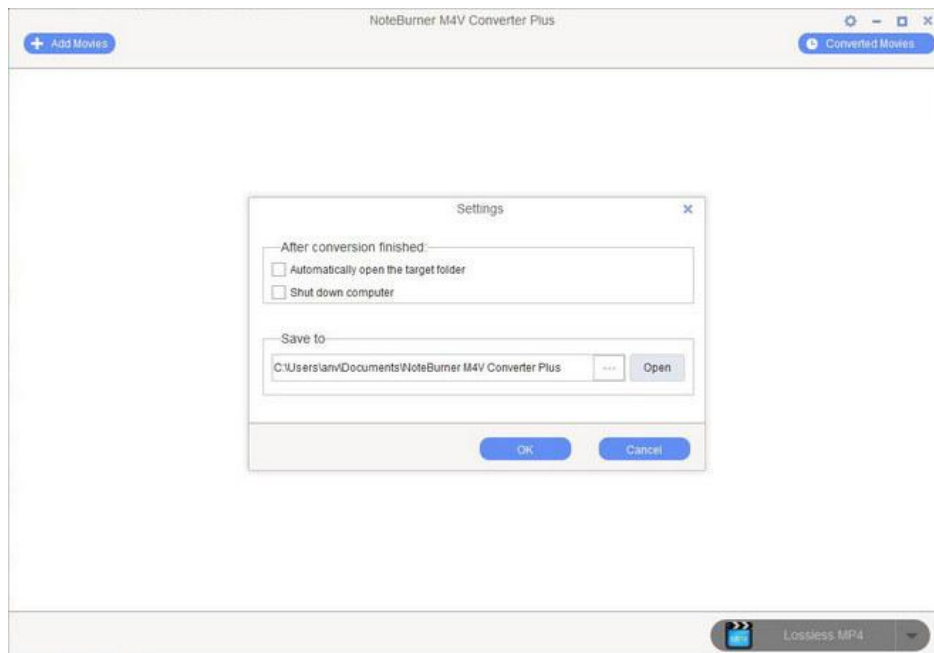 NoteBurner M4V Converter Plus
Add Movies
Converted Movies
Settings
After conversion finished:
Automatically open the target folder
Shut down computer
Save to
C:\Users\anv\Documents\NoteBurner M4V Converter Plus
...
Open
OK
Cancel
Lossless MP4